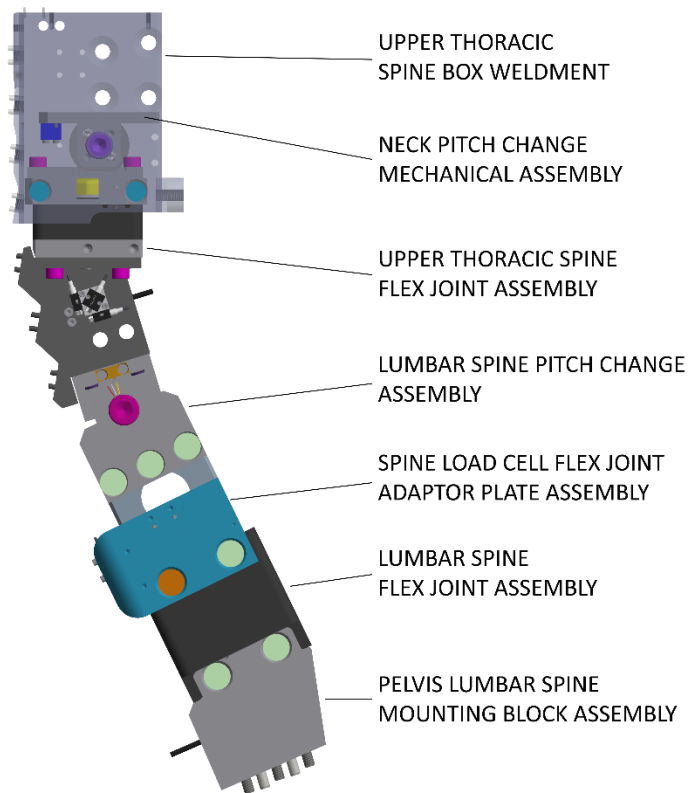 UPPER THORACIC
SPINE BOX WELDMENT
NECK PITCH CHANGE
MECHANICAL ASSEMBLY
UPPER THORACIC SPINE
FLEX JOINT ASSEMBLY
LUMBAR SPINE PITCH CHANGE
ASSEMBLY
SPINE LOAD CELL FLEX JOINT
ADAPTOR PLATE ASSEMBLY
LUMBAR SPINE
FLEX JOINT ASSEMBLY
PELVIS LUMBAR SPINE
MOUNTING BLOCK ASSEMBLY